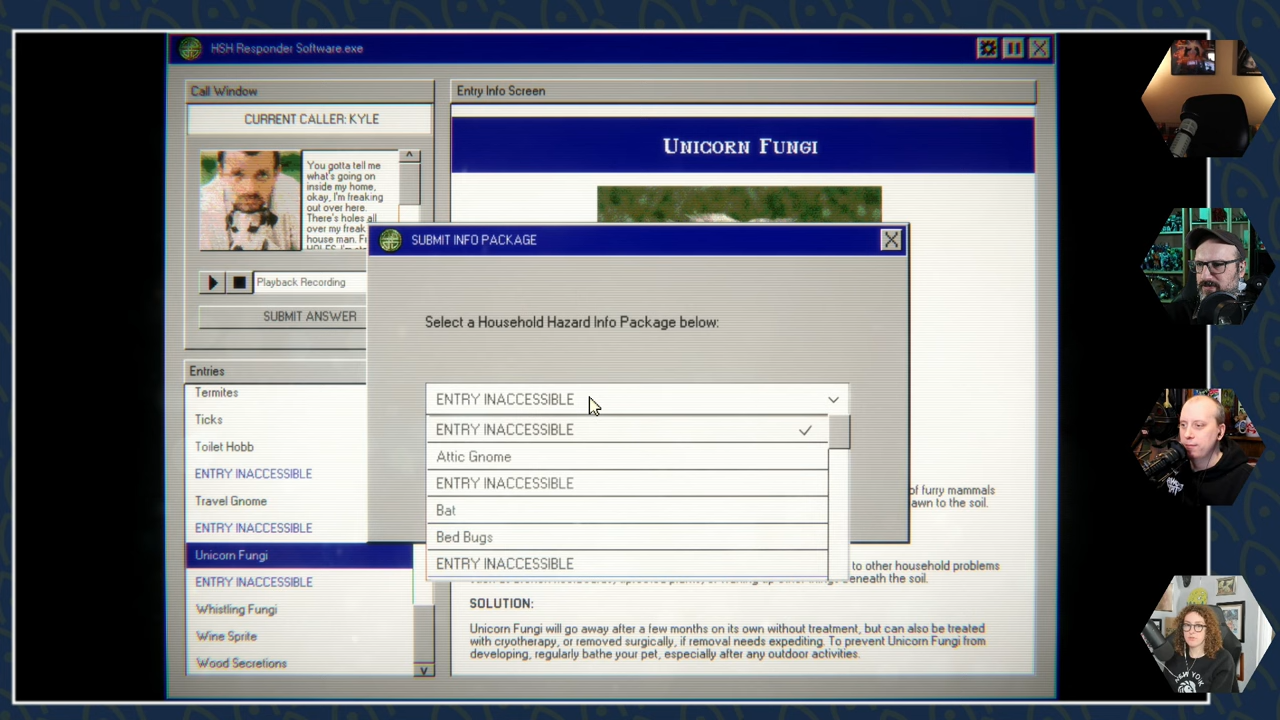 HSH Responder Software.exe
Call Window
CURRENT CALLER: KYLE
You gotta tell me
what's going on
inside my home,
okay, I'm freaking
out over here.
There's holes all
over my freak
house man.
Playback Recording
SUBMIT ANSWER
Entries
Termites
Ticks
Toilet Hobb
ENTRY INACCESSIBLE
Travel Gnome
ENTRY INACCESSIBLE
Unicorn Fungi
ENTRY INACCESSIBLE
Whistling Fungi
Wine Sprite
Wood Secretions
Entry Info Screen
UNICORN FUNGI
SUBMIT INFO PACKAGE
Select a Household Hazard Info Package below:
ENTRY INACCESSIBLE
ENTRY INACCESSIBLE
Attic Gnome
ENTRY INACCESSIBLE
Bat
Bed Bugs
ENTRY INACCESSIBLE
of furry mammals
awn to the soil.
to other household problems
beneath the soil.
SOLUTION:
Unicorn Fungi will go away after a few months on its own without treatment, but can also be treated
with cryotherapy, or removed surgically, if removal needs expediting. To prevent Unicorn Fungi from
developing, regularly bathe your pet, especially after any outdoor activities.
NEW YORK